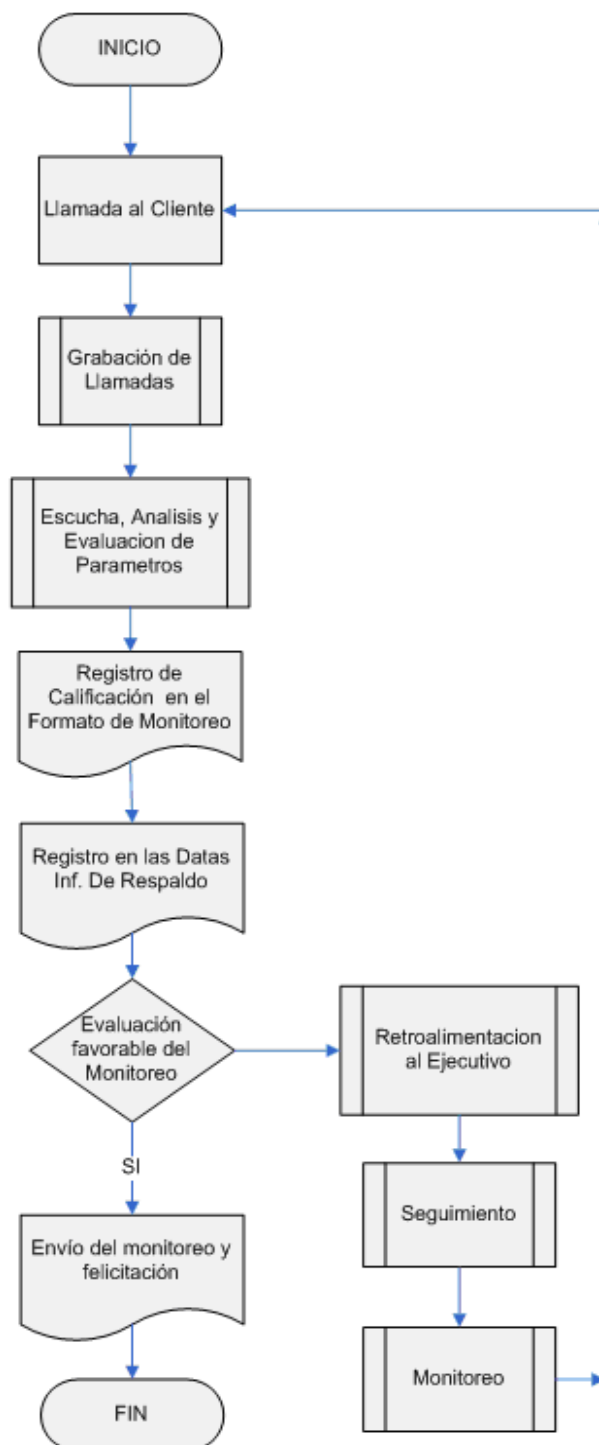 INICIO
Llamada al Cliente
Grabación de
Llamadas
Escucha, Analisis y
Evaluacion de
Parametros
Registro de
Calificación en el
Formato de Monitoreo
Registro en las Datas
Inf. De Respaldo
Evaluación
favorable del
Monitoreo
Retroalimentacion
al Ejecutivo
SI
Seguimiento
Envío del monitoreo y
felicitación
Monitoreo
FIN